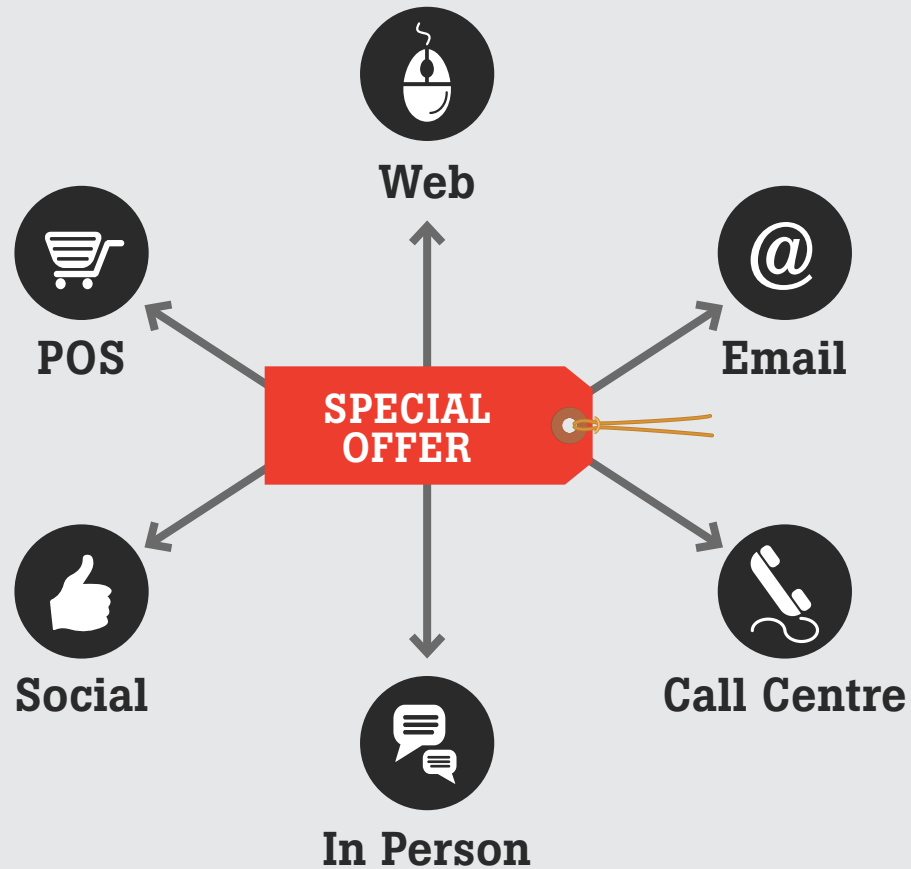 Web
@
POS
Email
SPECIAL
OFFER
Social
Call Centre
In Person